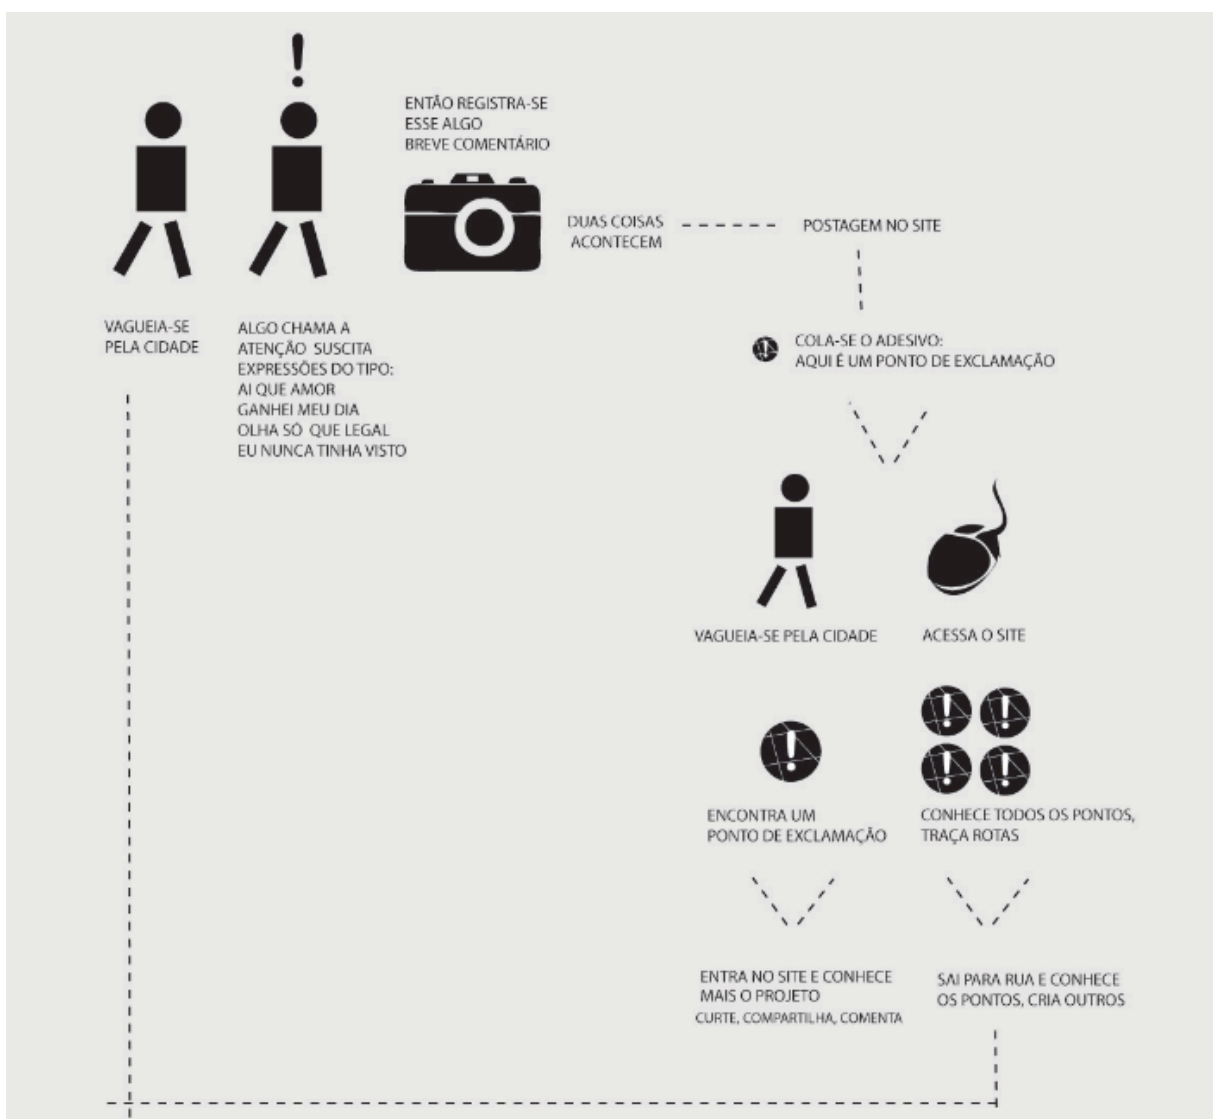 !
ENTÃO REGISTRA-SE
ESSE ALGO
BREVE COMENTÁRIO
DUAS COISAS
ACONTECEM
POSTAGEM NO SITE
VAGUEIA-SE
PELA CIDADE
ALGO CHAMA A
ATENÇÃO SUSCITA
EXPRESSÕES DO TIPO:
AI QUE AMOR
GANHEI MEU DIA
OLHA SÓ QUE LEGAL
EU NUNCA TINHA VISTO
!
COLA-SE O ADESIVO:
AQUI É UM PONTO DE EXCLAMAÇÃO
VAGUEIA-SE PELA CIDADE
ACESSA O SITE
!
! !
! !
ENCONTRA UM
PONTO DE EXCLAMAÇÃO
CONHECE TODOS OS PONTOS,
TRAÇA ROTAS
ENTRA NO SITE E CONHECE
MAIS O PROJETO
CURTE, COMPARTILHA, COMENTA
SAI PARA RUA E CONHECE
OS PONTOS, CRIA OUTROS